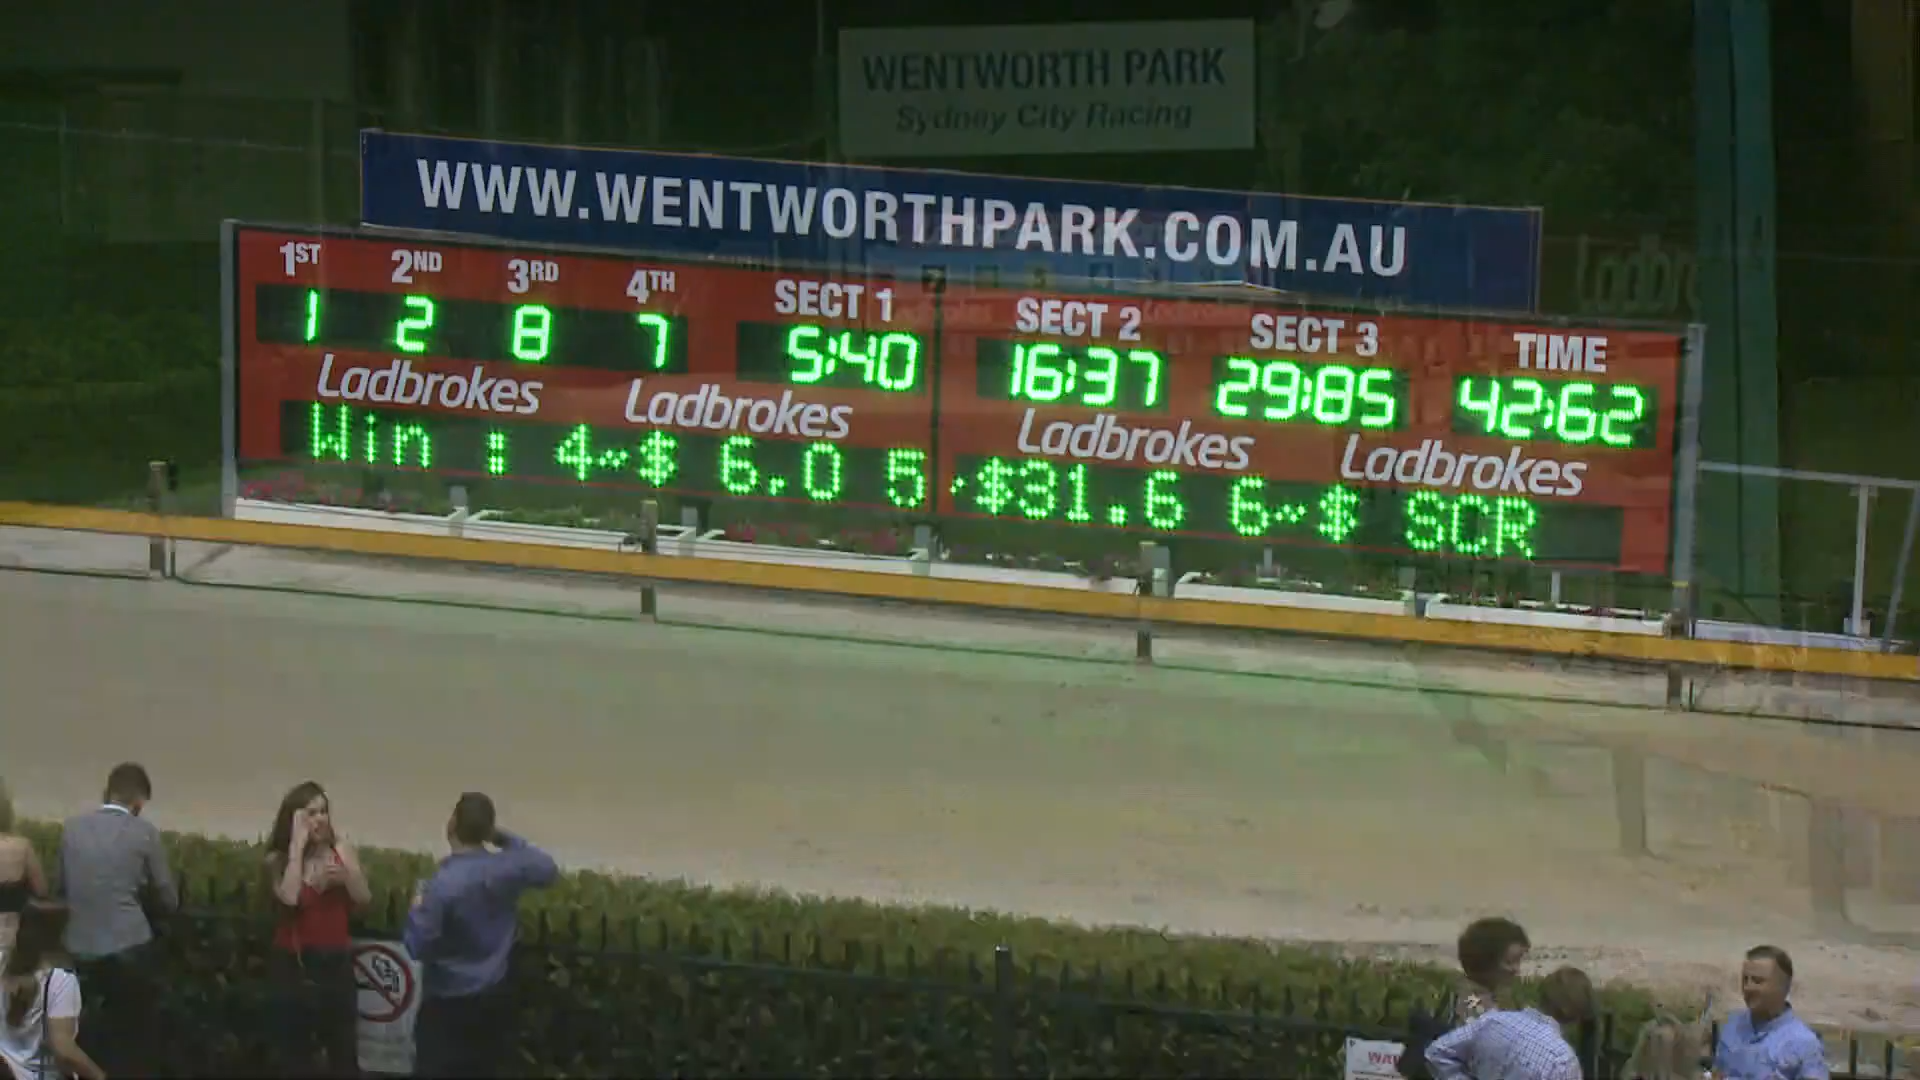 WENTWORTH PARK
Sydney City Racing
WWW.WENTWORTHPARK.COM.AU
1ST 2ND 3RD 4TH SECT 1 SECT 2 SECT 3 TIME
1 2 8 7 5:40 16:37 29:85 42:62
Ladbrokes Ladbrokes Ladbrokes Ladbrokes
Win : 4-$ 6.0 5-$31.6 6-$ SCR